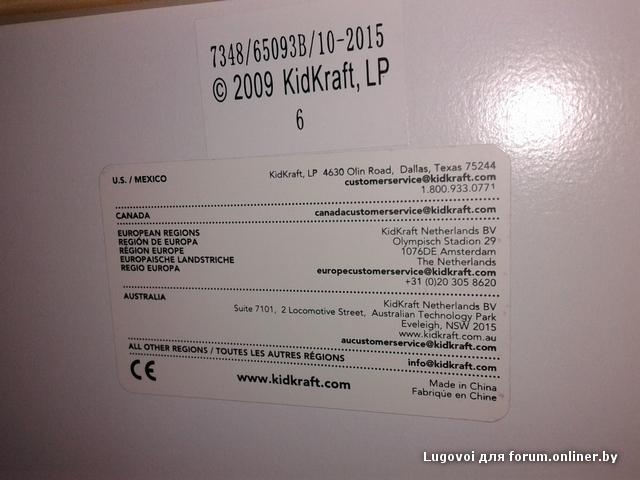 7348/65093B/10-2015
© 2009 KidKraft, LP
6
U.S. / MEXICO
KidKraft, LP 4630 Olin Road, Dallas, Texas 75244
customerservice@kidkraft.com
1.800.933.0771
CANADA
canadacustomerservice@kidkraft.com
EUROPEAN REGIONS
REGIÓN DE EUROPA
RÉGION EUROPE
EUROPAISCHE LANDSTRICHE
REGIO EUROPA
KidKraft Netherlands BV
Olympisch Stadion 29
1076DE Amsterdam
The Netherlands
europecustomerservice@kidkraft.com
+31 (0)20 305 8620
AUSTRALIA
KidKraft Netherlands BV
Suite 7101, 2 Locomotive Street, Australian Technology Park
Eveleigh, NSW 2015
www.kidkraft.com.au
aucustomerservice@kidkraft.com
ALL OTHER REGIONS / TOUTES LES AUTRES RÉGIONS
info@kidkraft.com
CE
www.kidkraft.com
Made in China
Fabriqúe en Chine
Lugovoi для forum.onliner.by